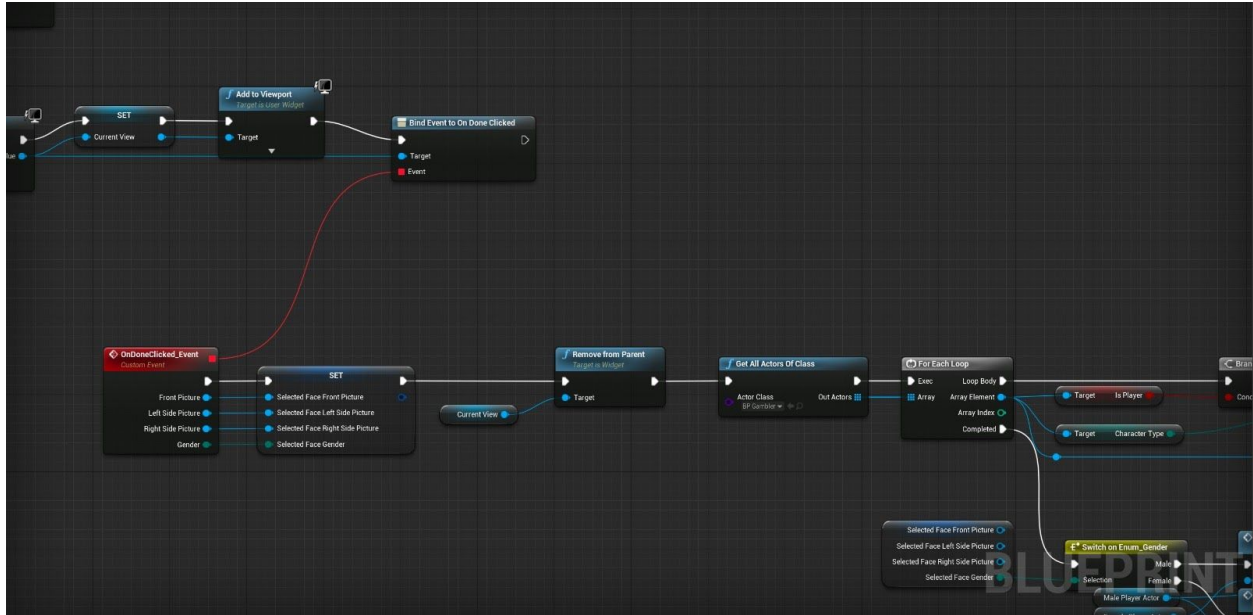 SET
Current View
lue
Add to Viewport
Target is User Widget
Target
Bind Event to On Done Clicked
Target
Event
OnDoneClicked_Event
Custom Event
Front Picture
Left Side Picture
Right Side Picture
Gender
SET
Selected Face Front Picture
Selected Face Left Side Picture
Selected Face Right Side Picture
Selected Face Gender
Current View
Remove from Parent
Target is Widget
Target
Get All Actors Of Class
Actor Class
BP Gambler
Out Actors
For Each Loop
Exec
Loop Body
Array
Array Element
Array Index
Completed
Target Is Player
Target Character Type
Bran
Conc
Selected Face Front Picture
Selected Face Left Side Picture
Selected Face Right Side Picture
Selected Face Gender
Switch on Enum_Gender
Selection
Male
Female
Male Player Actor
BLUEPRINT